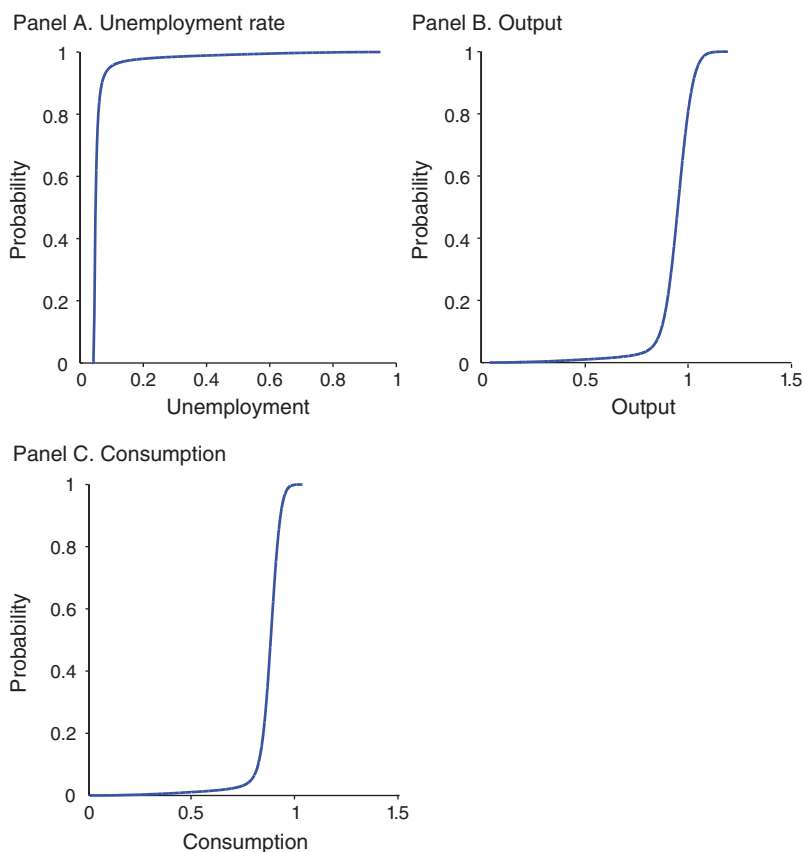 Panel A. Unemployment rate
Probability
1
0.8
0.6
0.4
0.2
0
0 0.2 0.4 0.6 0.8 1
Unemployment
Panel B. Output
Probability
1
0.8
0.6
0.4
0.2
0
0 0.5 1 1.5
Output
Panel C. Consumption
Probability
1
0.8
0.6
0.4
0.2
0
0 0.5 1 1.5
Consumption